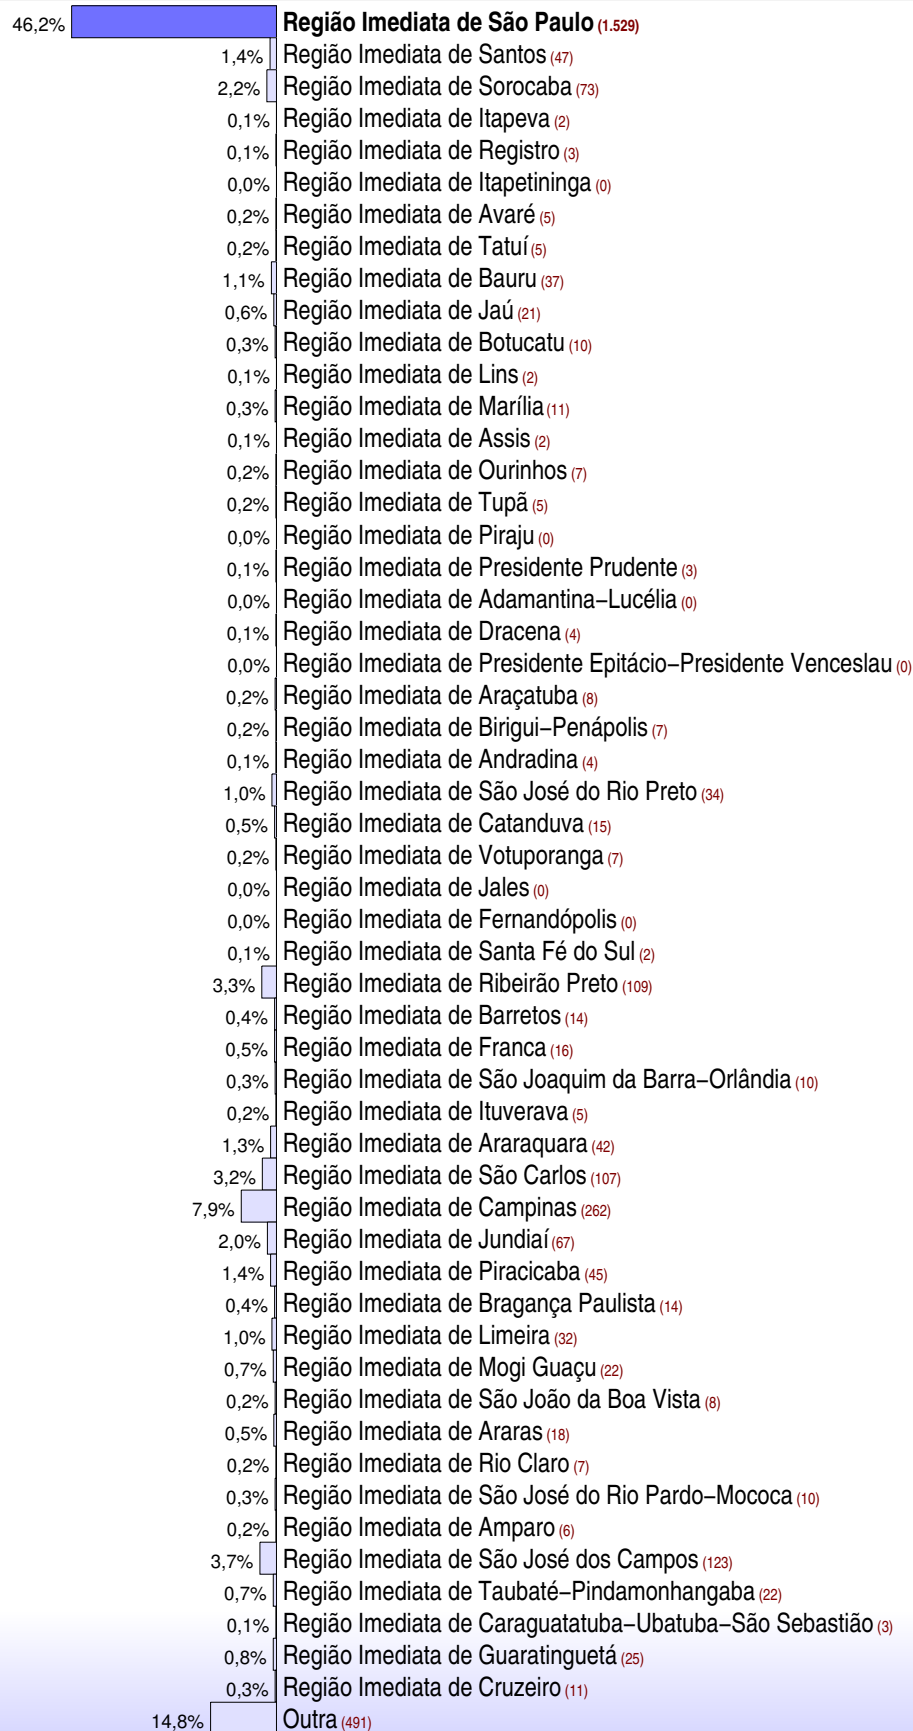 46,2% Região Imediata de São Paulo (1.529)
1,4% Região Imediata de Santos (47)
2,2% Região Imediata de Sorocaba (73)
0,1% Região Imediata de Itapeva (2)
0,1% Região Imediata de Registro (3)
0,0% Região Imediata de Itapetininga (0)
0,2% Região Imediata de Avaré (5)
0,2% Região Imediata de Tatuí (5)
1,1% Região Imediata de Bauru (37)
0,6% Região Imediata de Jaú (21)
0,3% Região Imediata de Botucatu (10)
0,1% Região Imediata de Lins (2)
0,3% Região Imediata de Marília (11)
0,1% Região Imediata de Assis (2)
0,2% Região Imediata de Ourinhos (7)
0,2% Região Imediata de Tupã (5)
0,0% Região Imediata de Piraju (0)
0,1% Região Imediata de Presidente Prudente (3)
0,0% Região Imediata de Adamantina−Lucélia (0)
0,1% Região Imediata de Dracena (4)
0,0% Região Imediata de Presidente Epitácio−Presidente Venceslau (0)
0,2% Região Imediata de Araçatuba (8)
0,2% Região Imediata de Birigui−Penápolis (7)
0,1% Região Imediata de Andradina (4)
1,0% Região Imediata de São José do Rio Preto (34)
0,5% Região Imediata de Catanduva (15)
0,2% Região Imediata de Votuporanga (7)
0,0% Região Imediata de Jales (0)
0,0% Região Imediata de Fernandópolis (0)
0,1% Região Imediata de Santa Fé do Sul (2)
3,3% Região Imediata de Ribeirão Preto (109)
0,4% Região Imediata de Barretos (14)
0,5% Região Imediata de Franca (16)
0,3% Região Imediata de São Joaquim da Barra−Orlândia (10)
0,2% Região Imediata de Ituverava (5)
1,3% Região Imediata de Araraquara (42)
3,2% Região Imediata de São Carlos (107)
7,9% Região Imediata de Campinas (262)
2,0% Região Imediata de Jundiaí (67)
1,4% Região Imediata de Piracicaba (45)
0,4% Região Imediata de Bragança Paulista (14)
1,0% Região Imediata de Limeira (32)
0,7% Região Imediata de Mogi Guaçu (22)
0,2% Região Imediata de São João da Boa Vista (8)
0,5% Região Imediata de Araras (18)
0,2% Região Imediata de Rio Claro (7)
0,3% Região Imediata de São José do Rio Pardo−Mococa (10)
0,2% Região Imediata de Amparo (6)
3,7% Região Imediata de São José dos Campos (123)
0,7% Região Imediata de Taubaté−Pindamonhangaba (22)
0,1% Região Imediata de Caraguatatuba−Ubatuba−São Sebastião (3)
0,8% Região Imediata de Guaratinguetá (25)
0,3% Região Imediata de Cruzeiro (11)
14,8% Outra (491)